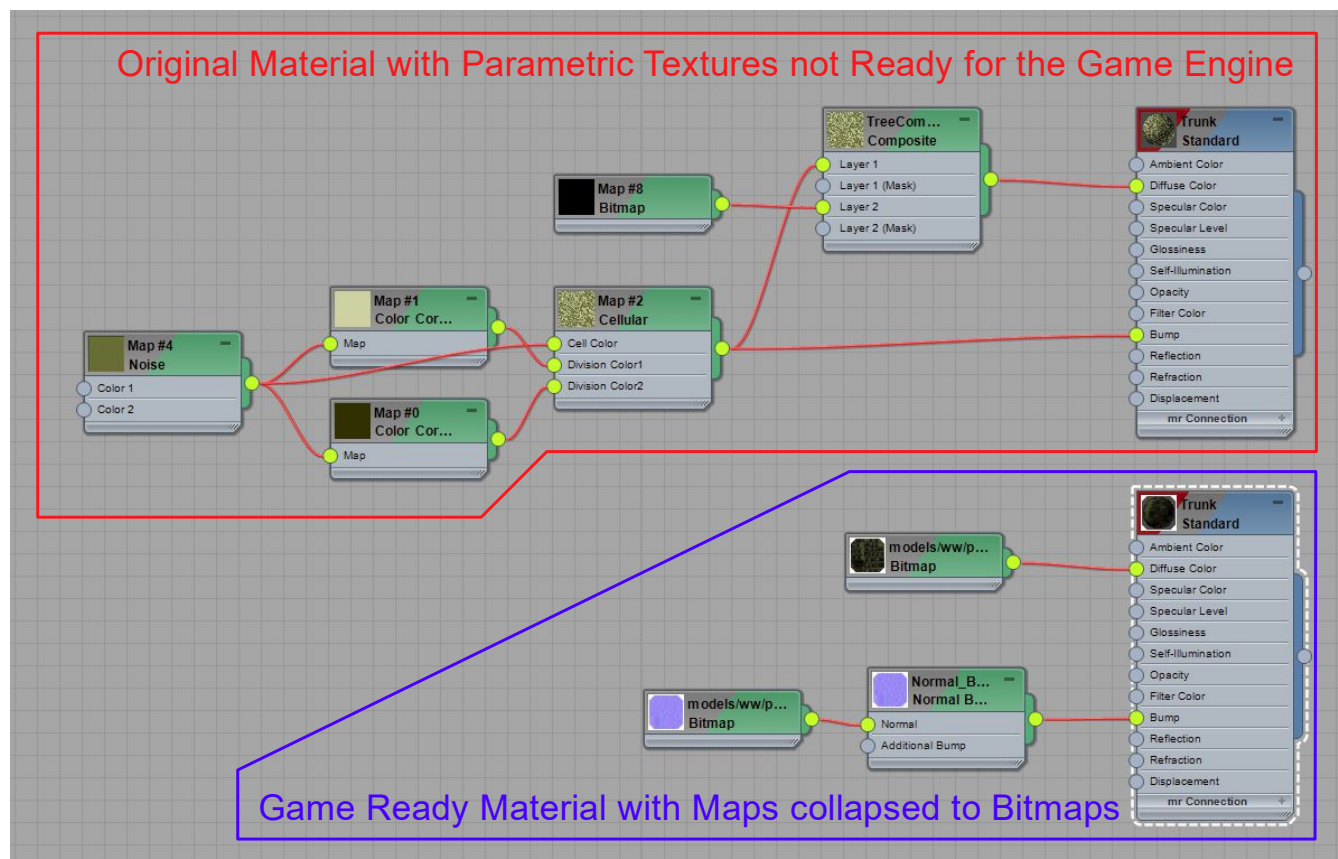 Original Material with Parametric Textures not Ready for the Game Engine
TreeCom...
Composite
Layer 1
Layer 1 (Mask)
Layer 2
Layer 2 (Mask)
Trunk
Standard
Ambient Color
Diffuse Color
Specular Color
Specular Level
Glossiness
Self-Illumination
Opacity
Filter Color
Bump
Reflection
Refraction
Displacement
mr Connection
Map #8
Bitmap
Map #1
Color Cor...
Map
Map #2
Cellular
Cell Color
Division Color1
Division Color2
Map #4
Noise
Color 1
Color 2
Map #0
Color Cor...
Map
Trunk
Standard
Ambient Color
Diffuse Color
Specular Color
Specular Level
Glossiness
Self-Illumination
Opacity
Filter Color
Bump
Reflection
Refraction
Displacement
mr Connection
models/ww/p...
Bitmap
Normal_B...
Normal B...
Normal
Additional Bump
models/ww/p...
Bitmap
Game Ready Material with Maps collapsed to Bitmaps